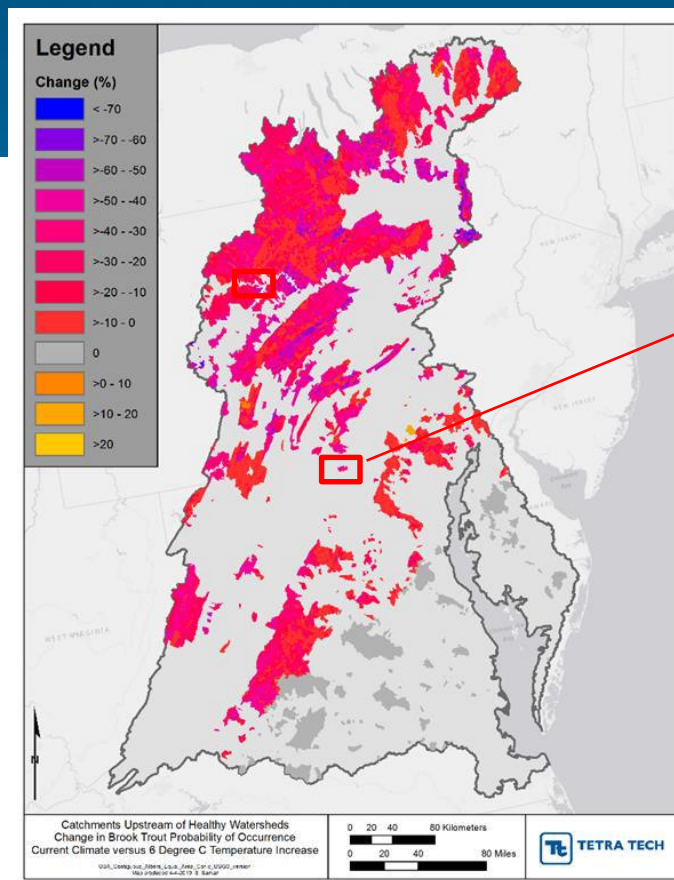 Legend
Change (%)
< -70
>-70 - -60
>-60 - -50
>-50 - -40
>-40 - -30
>-30 - -20
>-20 - -10
>-10 - 0
0
>0 - 10
>10 - 20
>20
NEW JERSEY
NEW JERSEY
WEST VIRGINIA
N
Catchments Upstream of Healthy Watersheds
Change in Brook Trout Probability of Occurrence
Current Climate versus 6 Degree C Temperature Increase
0 20 40 80 Kilometers
0 20 40 80 Miles
Tt TETRA TECH